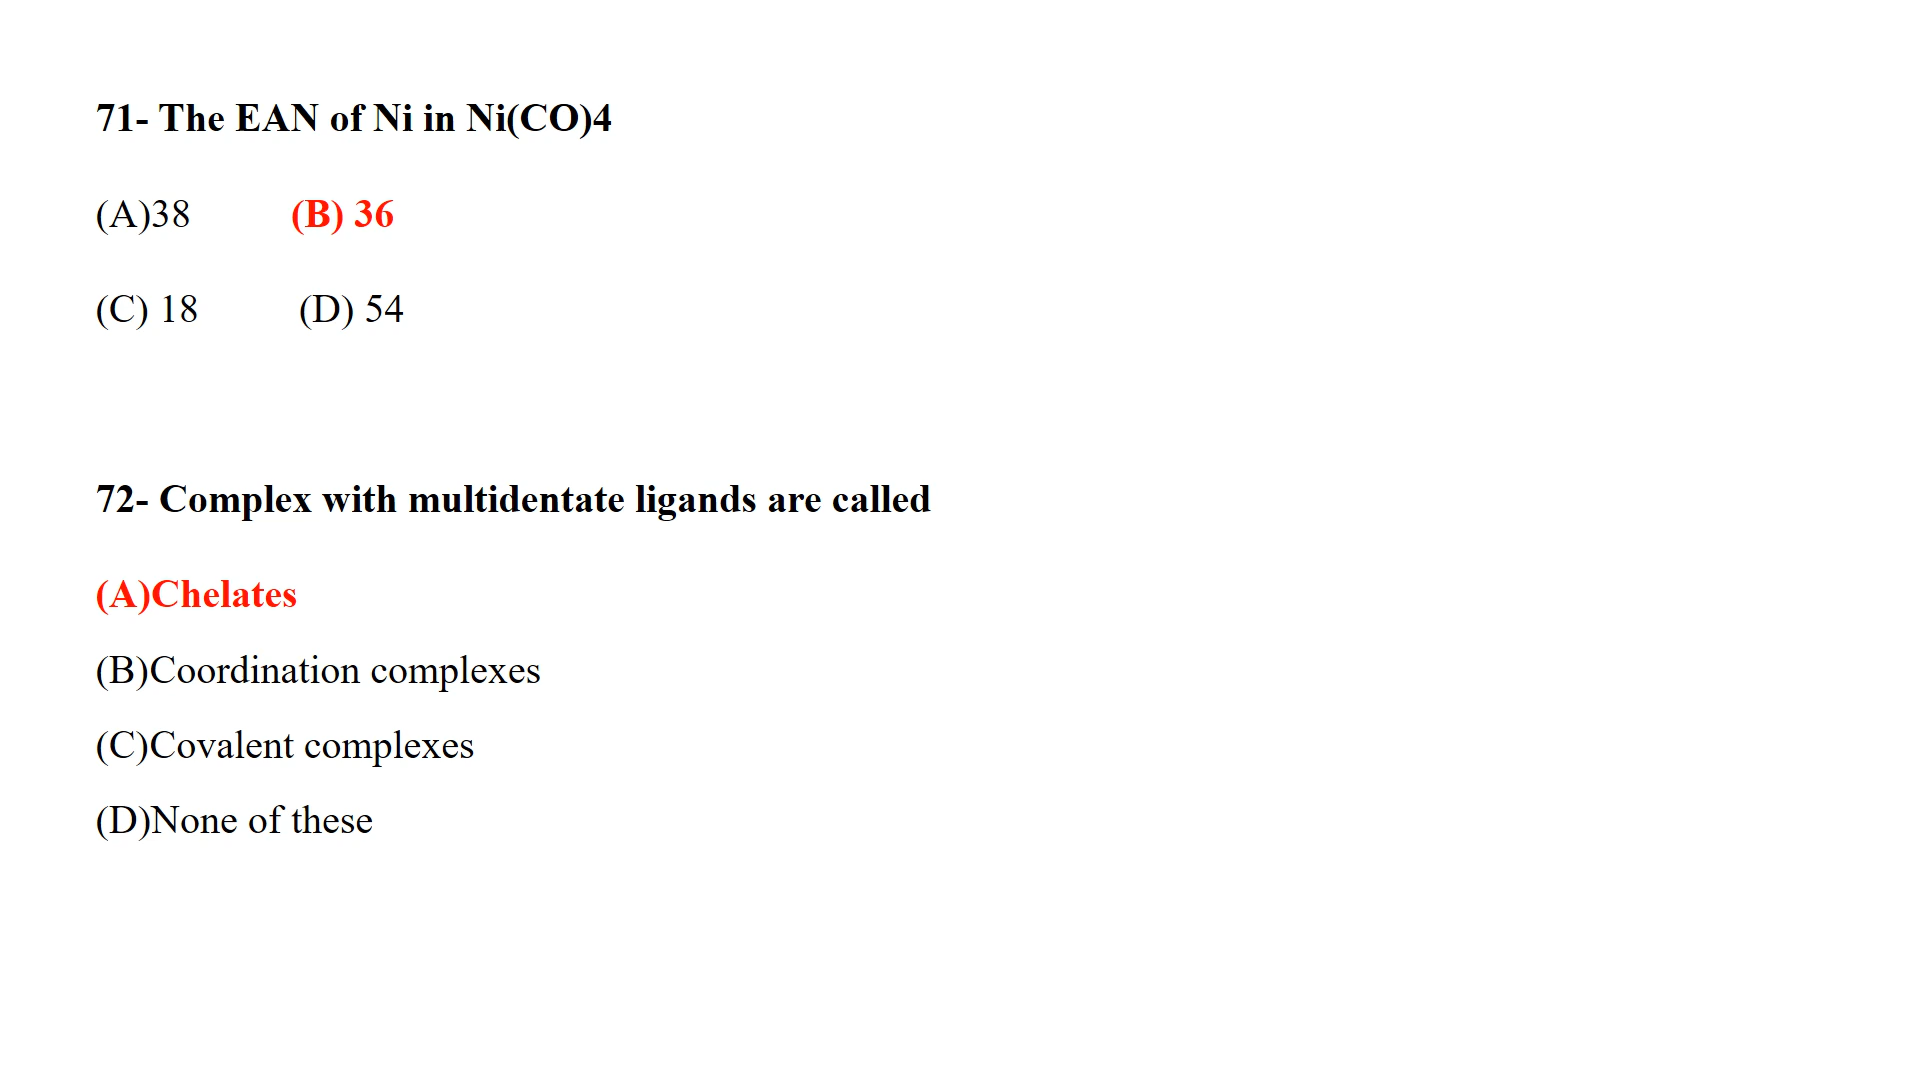 71- The EAN of Ni in Ni(CO)4
(A)38 (B) 36
(C) 18 (D) 54
72- Complex with multidentate ligands are called
(A)Chelates
(B)Coordination complexes
(C)Covalent complexes
(D)None of these